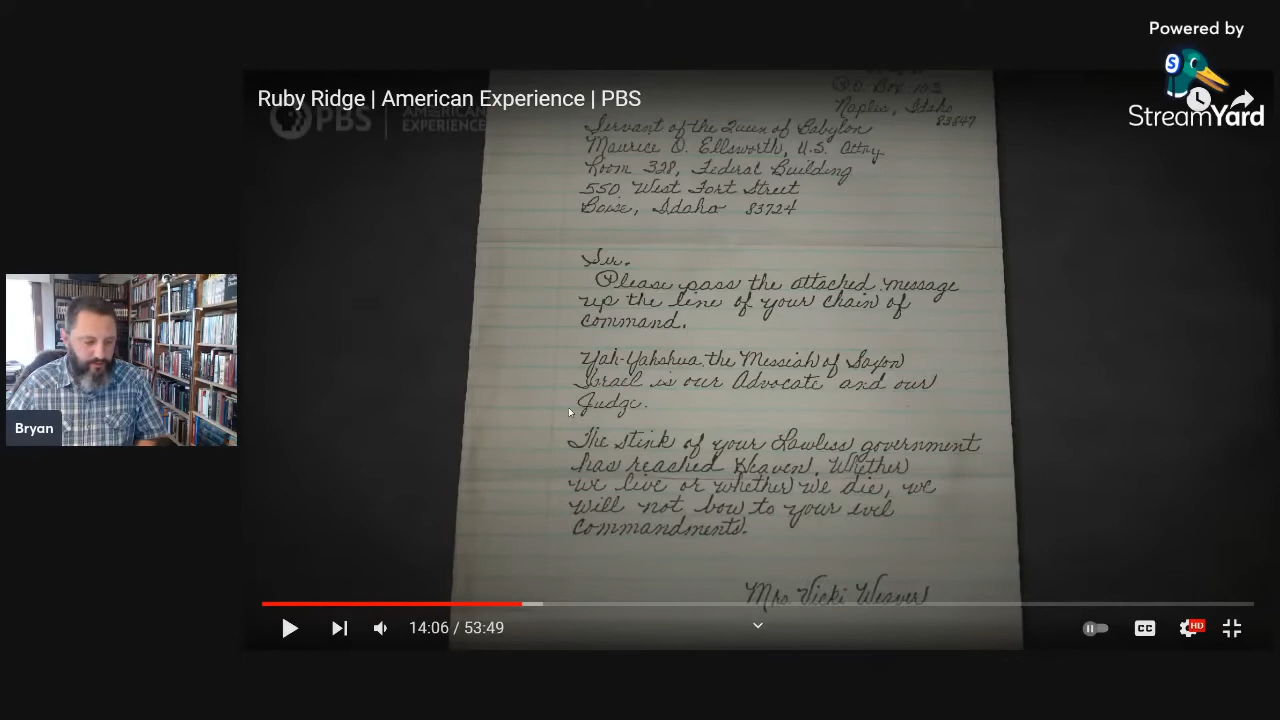 Powered by
StreamYard
Ruby Ridge | American Experience | PBS
PBS
AMERICAN
EXPERIENCE
P.O. Box 103
Naples, Idaho
83847
Servant of the Queen of Babylon
Maurice O. Ellsworth, U.S. Attny
Room 328, Federal Building
550 West Fort Street
Boise, Idaho 83724
Sir.
Please pass the attached message
up the line of your chain of
command.
Yah-Yahshua the Messiah of Saxon
Israel is our Advocate and our
Judge.
The stink of your Lawless government
has reached Heaven. Whether
we live or whether we die, we
will not bow to your evil
commandments.
Mrs. Vicki Weaver
Bryan
14:06 / 53:49
CC
HD